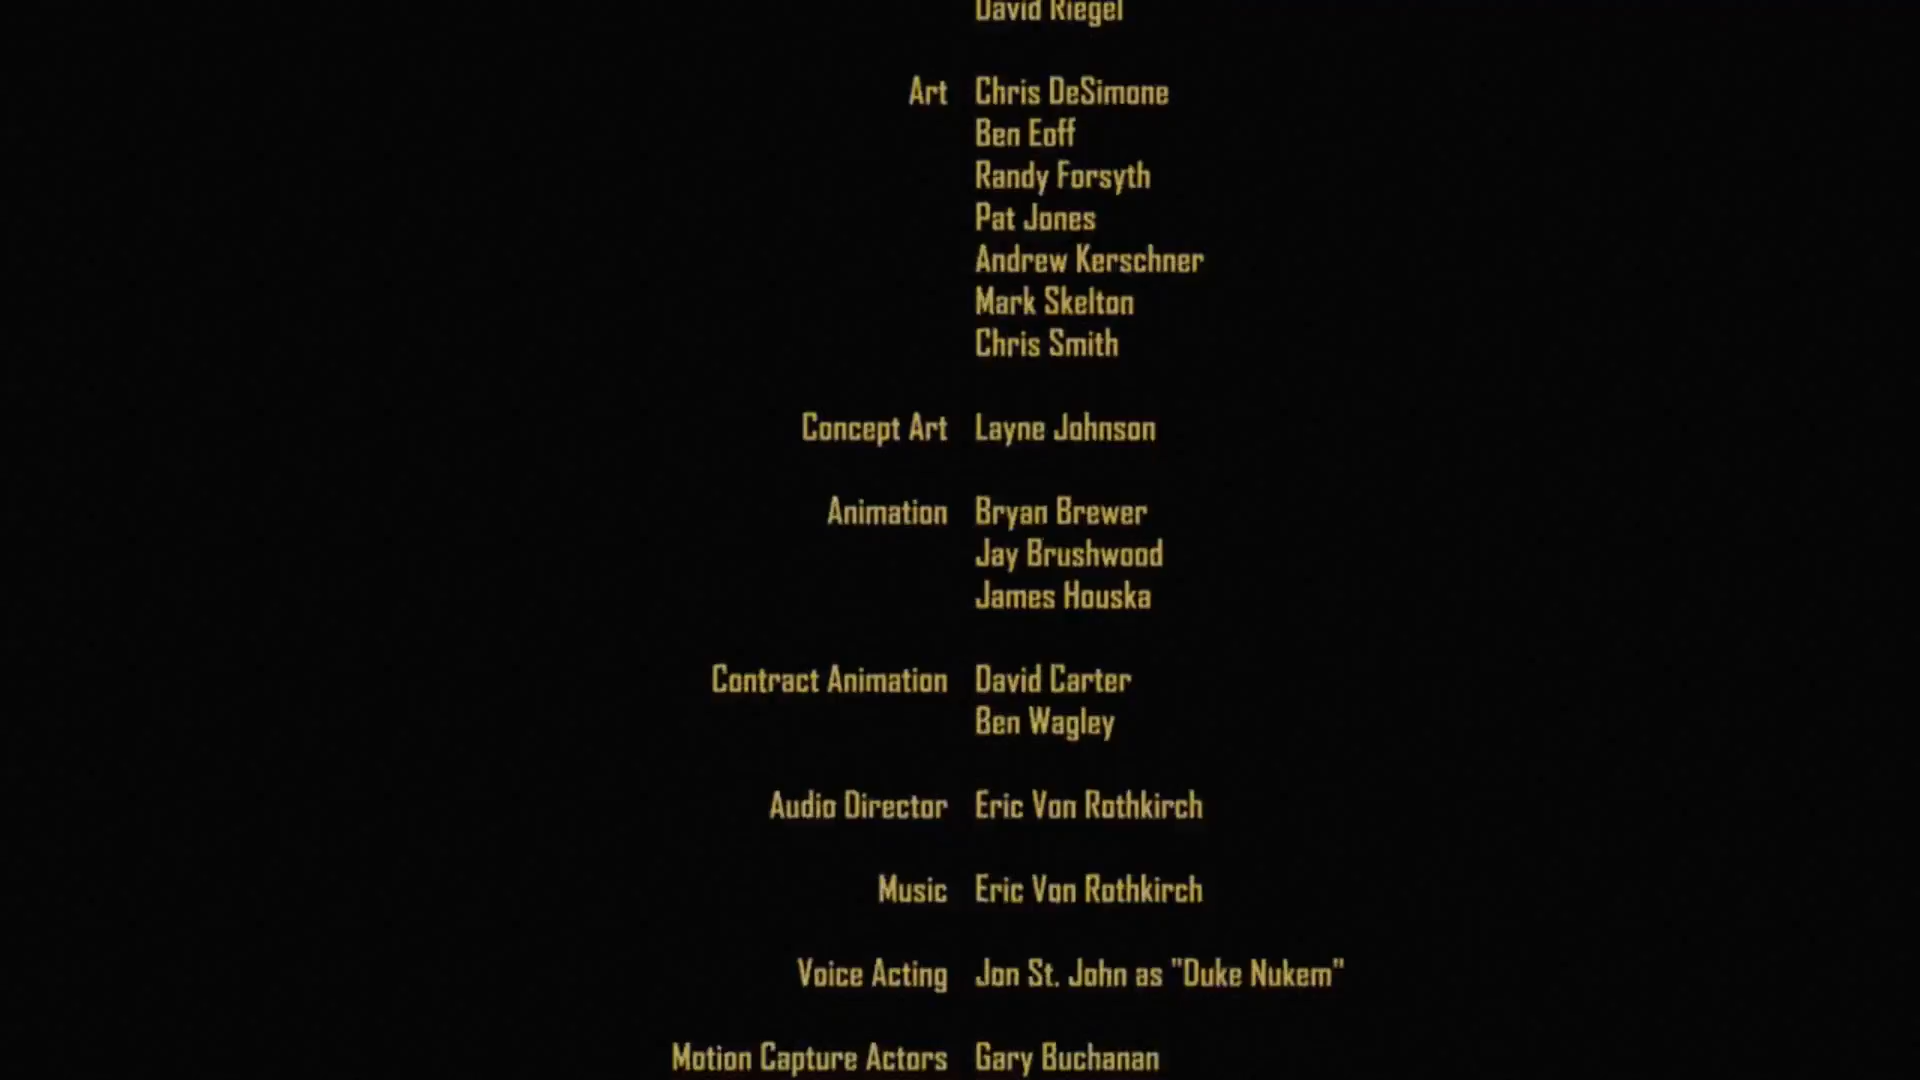 David Riegel
Art Chris DeSimone
Ben Eoff
Randy Forsyth
Pat Jones
Andrew Kerschner
Mark Skelton
Chris Smith
Concept Art Layne Johnson
Animation Bryan Brewer
Jay Brushwood
James Houska
Contract Animation David Carter
Ben Wagley
Audio Director Eric Von Rothkirch
Music Eric Von Rothkirch
Voice Acting Jon St. John as "Duke Nukem"
Motion Capture Actors Gary Buchanan